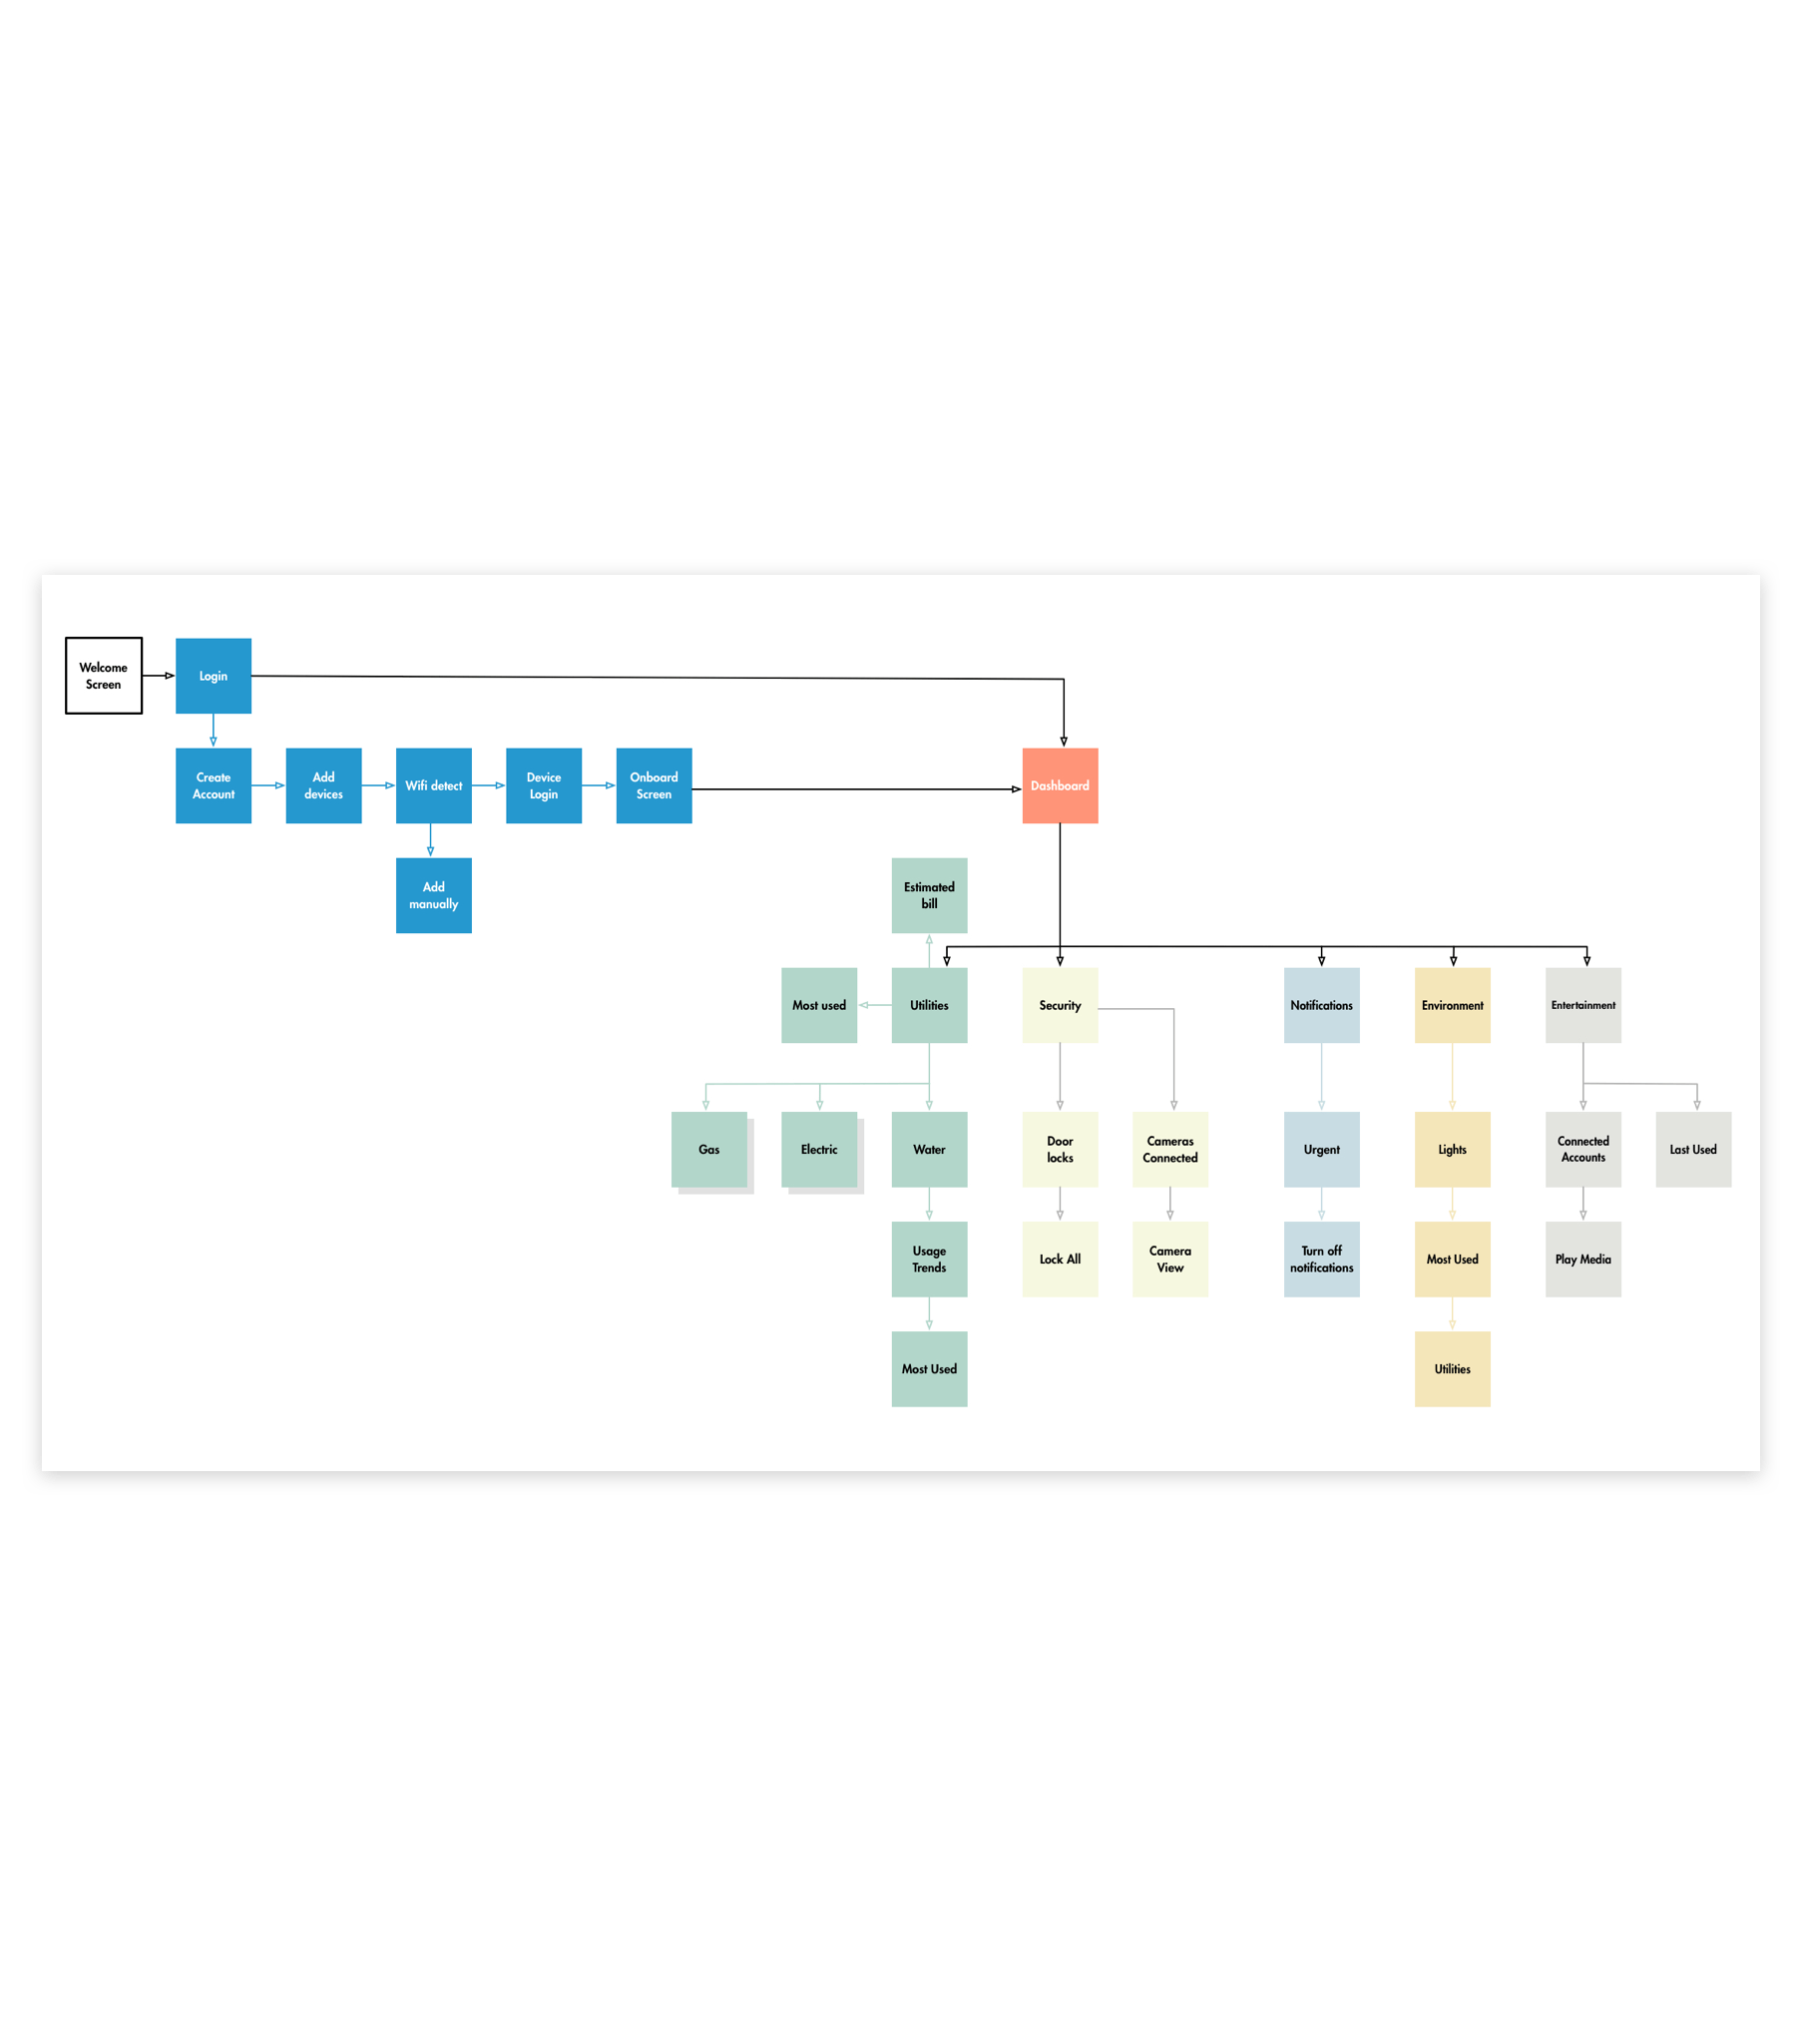 Welcome
Screen
Login
Create
Account
Add
devices
Wifi detect
Device
Login
Onboard
Screen
Dashboard
Add
manually
Estimated
bill
Most used
Utilities
Security
Notifications
Environment
Entertainment
Gas
Electric
Water
Door
locks
Cameras
Connected
Urgent
Lights
Connected
Accounts
Last Used
Usage
Trends
Lock All
Camera
View
Turn off
notifications
Most Used
Play Media
Most Used
Utilities